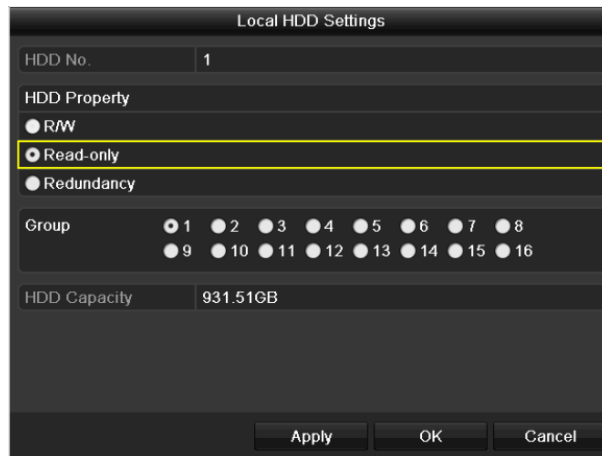 Local HDD Settings
HDD No. 1
HDD Property
R/W
Read-only
Redundancy
Group 1 2 3 4 5 6 7 8
9 10 11 12 13 14 15 16
HDD Capacity 931.51GB
Apply OK Cancel